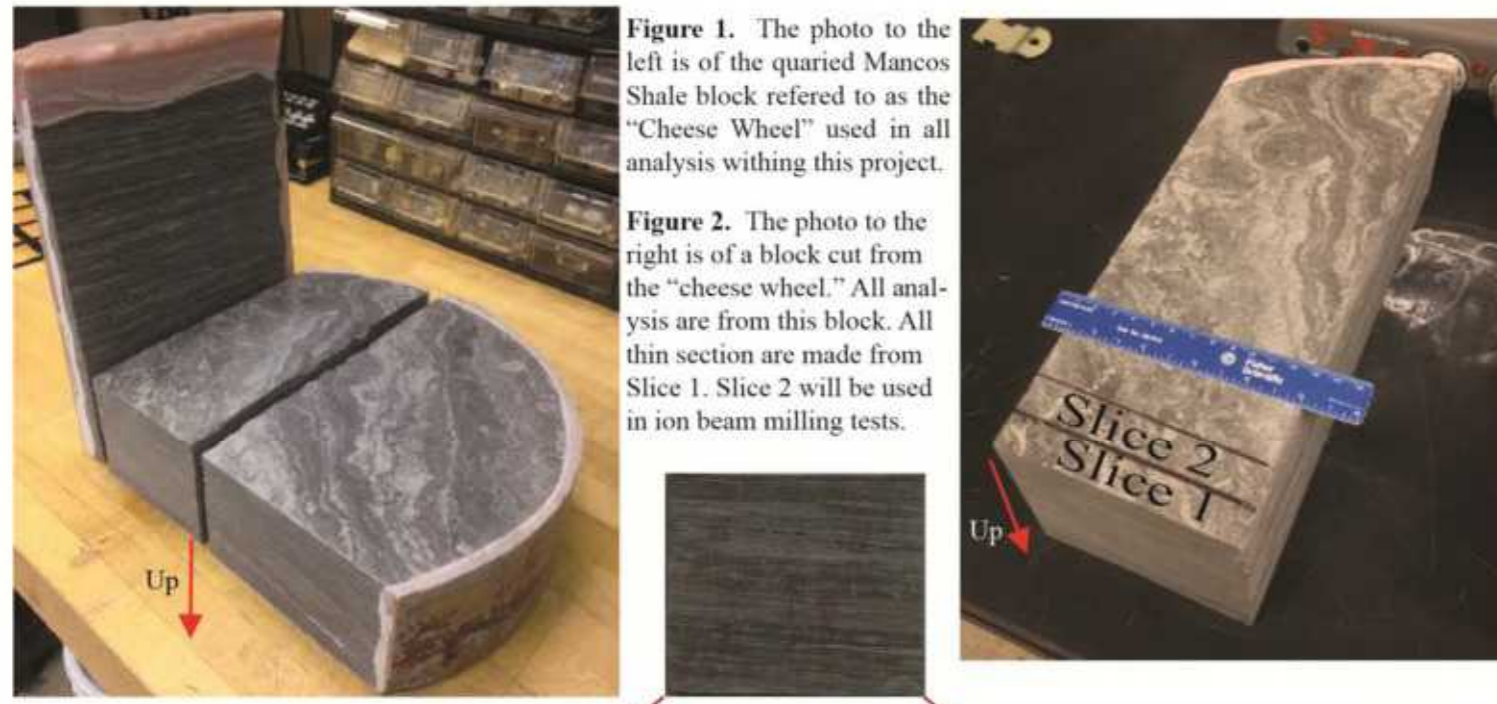 Figure 1. The photo to the
left is of the quaried Mancos
Shale block refered to as the
“Cheese Wheel” used in all
analysis withing this project.
Figure 2. The photo to the
right is of a block cut from
the “cheese wheel.” All anal-
ysis are from this block. All
thin section are made from
Slice 1. Slice 2 will be used
in ion beam milling tests.
Up
Slice 2
Slice 1
Up
Fisher
Scientific